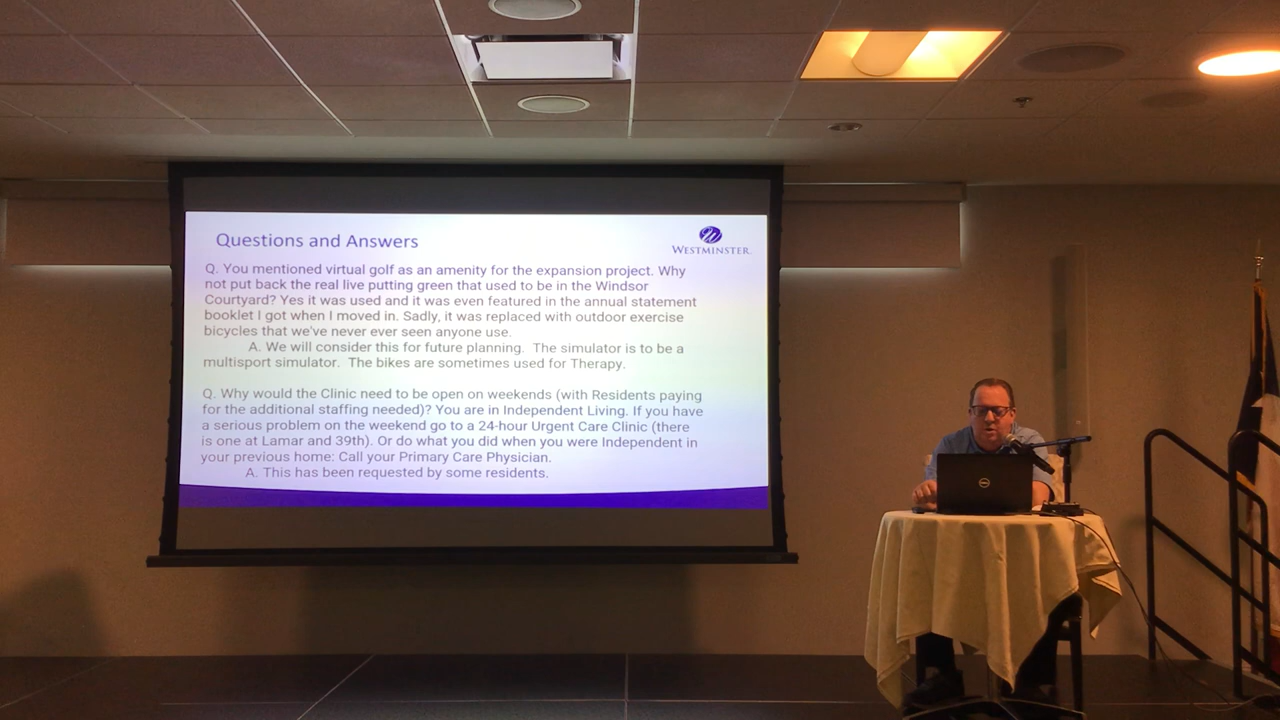 Questions and Answers
WESTMINSTER
Q. You mentioned virtual golf as an amenity for the expansion project. Why
not put back the real live putting green that used to be in the Windsor
Courtyard? Yes it was used and it was even featured in the annual statement
booklet I got when I moved in. Sadly, it was replaced with outdoor exercise
bicycles that we've never ever seen anyone use.
A. We will consider this for future planning. The simulator is to be a
multisport simulator. The bikes are sometimes used for Therapy.
Q. Why would the Clinic need to be open on weekends (with Residents paying
for the additional staffing needed)? You are in Independent Living. If you have
a serious problem on the weekend go to a 24-hour Urgent Care Clinic (there
is one at Lamar and 39th). Or do what you did when you were Independent in
your previous home: Call your Primary Care Physician.
A. This has been requested by some residents.
DELL